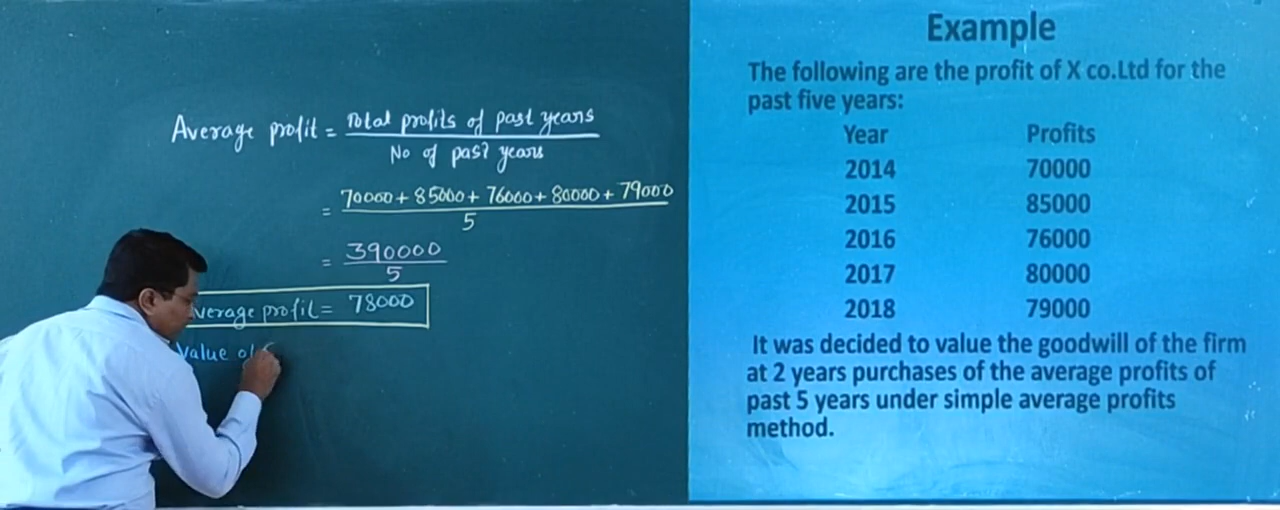 Average profit = Total profits of past years
No of past years
= 70000 + 85000 + 76000 + 80000 + 79000
5
= 390000
5
verage profit = 78000
Value of
Example
The following are the profit of X co.Ltd for the
past five years:
Year Profits
2014 70000
2015 85000
2016 76000
2017 80000
2018 79000
It was decided to value the goodwill of the firm
at 2 years purchases of the average profits of
past 5 years under simple average profits
method.